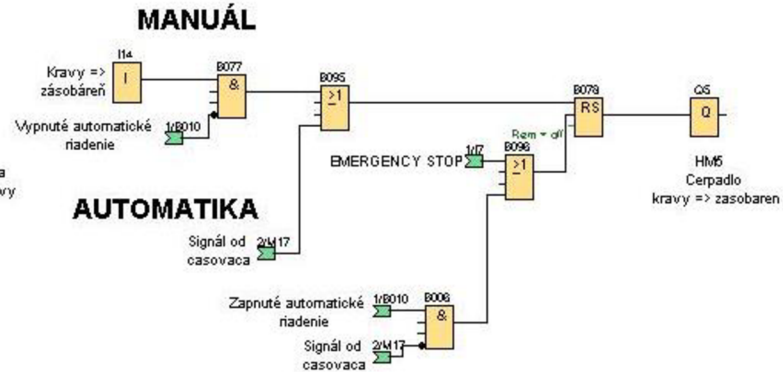 MANUÁL
I14
Kravy =>
zásobáreň
I
B077
&
Vypnuté automatické
riadenie
1/B010
B095
>1
B078
RS
Rem = off
Q5
Q
HM5
Cerpadlo
kravy => zasobaren
EMERGENCY STOP
1/I7
B096
>1
a
vy
AUTOMATIKA
Signál od
casovaca
2/M17
Zapnuté automatické
riadenie
1/B010
B006
&
Signál od
casovaca
2/M17